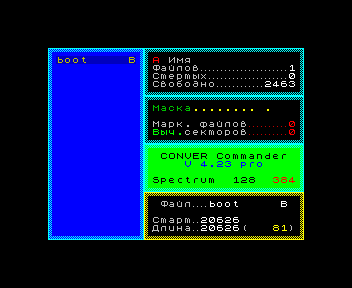 boot B
A Имя
Файлов..................1
Стертых.................0
Свободно............2463
Маска........ .
Марк. файлов 0
Выч.секторов 0
CONVER Commander
V 4.23 pro
Spectrum 128 384
Файл....boot B
Старт..20626
Длина..20626( 81)